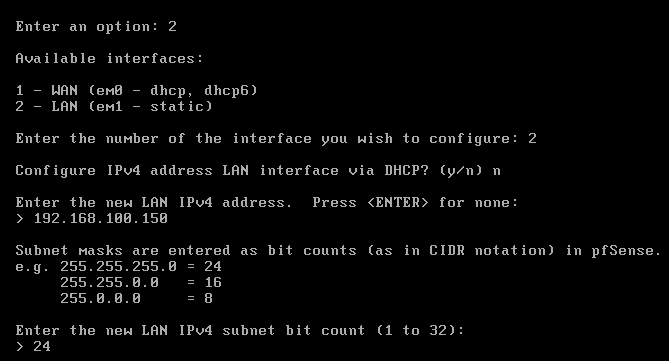 Enter an option: 2
Available interfaces:
1 - WAN (em0 - dhcp, dhcp6)
2 - LAN (em1 - static)
Enter the number of the interface you wish to configure: 2
Configure IPv4 address LAN interface via DHCP? (y/n) n
Enter the new LAN IPv4 address.  Press <ENTER> for none:
> 192.168.100.150
Subnet masks are entered as bit counts (as in CIDR notation) in pfSense.
e.g. 255.255.255.0 = 24
     255.255.0.0   = 16
     255.0.0.0     = 8
Enter the new LAN IPv4 subnet bit count (1 to 32):
> 24